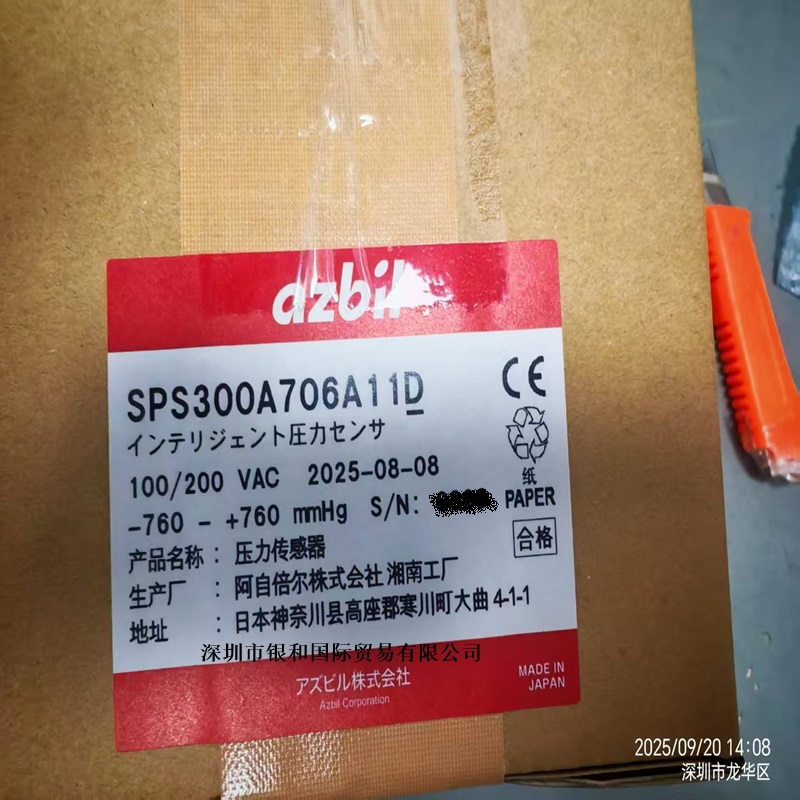 azbil
SPS300A706A11D
インテリジェント圧力センサ
100/200 VAC 2025-08-08
-760 - +760 mmHg S/N:
CE
纸
PAPER
合格
产品名称：压力传感器
生产厂：阿自倍尔株式会社 湘南工厂
地址：日本神奈川县高座郡寒川町大曲 4-1-1
深圳市银和国际贸易有限公司
アズビル株式会社
Azbil Corporation
MADE IN
JAPAN
2025/09/20 14:08
深圳市龙华区